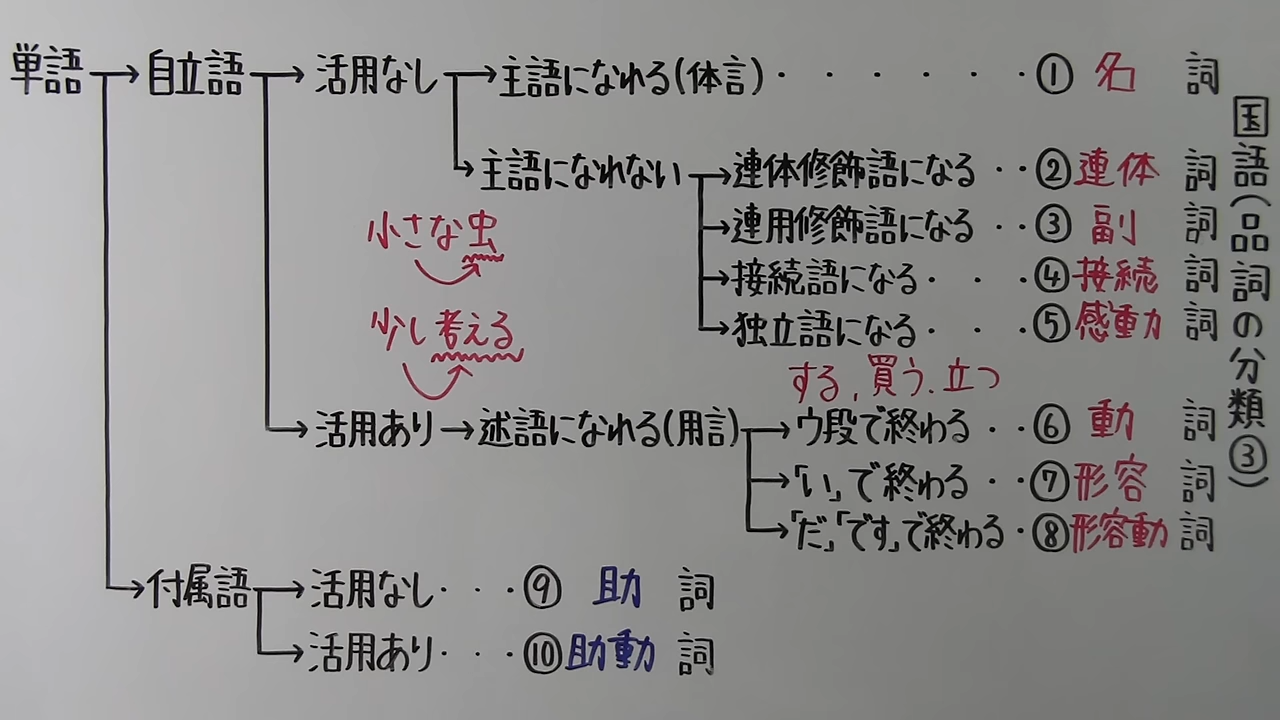 国語(品詞の分類③)
単語→自立語→活用なし→主語になれる(体言)・・・・・・・①名詞
→主語になれない→連体修飾語になる・・②連体詞
→連用修飾語になる・・③副詞
小さな虫
→接続語になる・・・④接続詞
少し考える
→独立語になる・・・⑤感動詞
する,買う,立つ
→活用あり→述語になれる(用言)→ウ段で終わる・・⑥動詞
→「い」で終わる・・⑦形容詞
→「だ」「です」で終わる・⑧形容動詞
→付属語→活用なし・・・⑨助詞
→活用あり・・・⑩助動詞